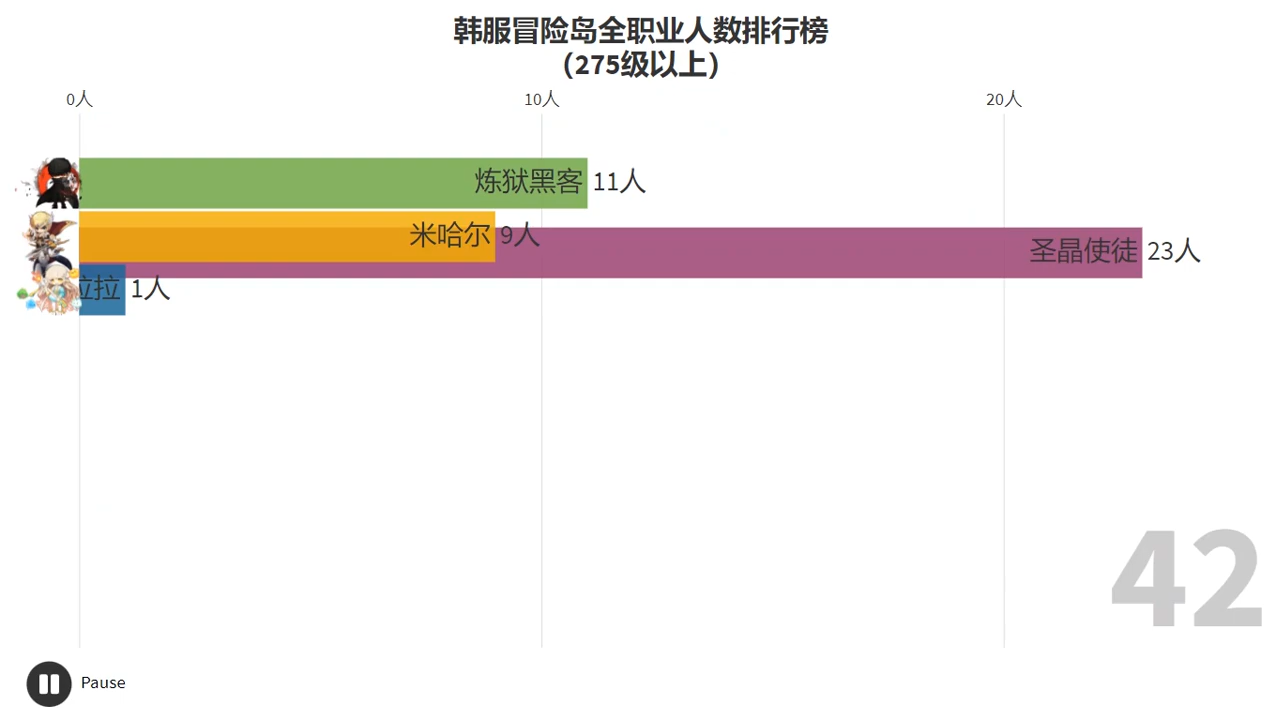 韩服冒险岛全职业人数排行榜
(275级以上)
0人 10人 20人
炼狱黑客 11人
米哈尔 9人
圣晶使徒 23人
拉 1人
42
Pause